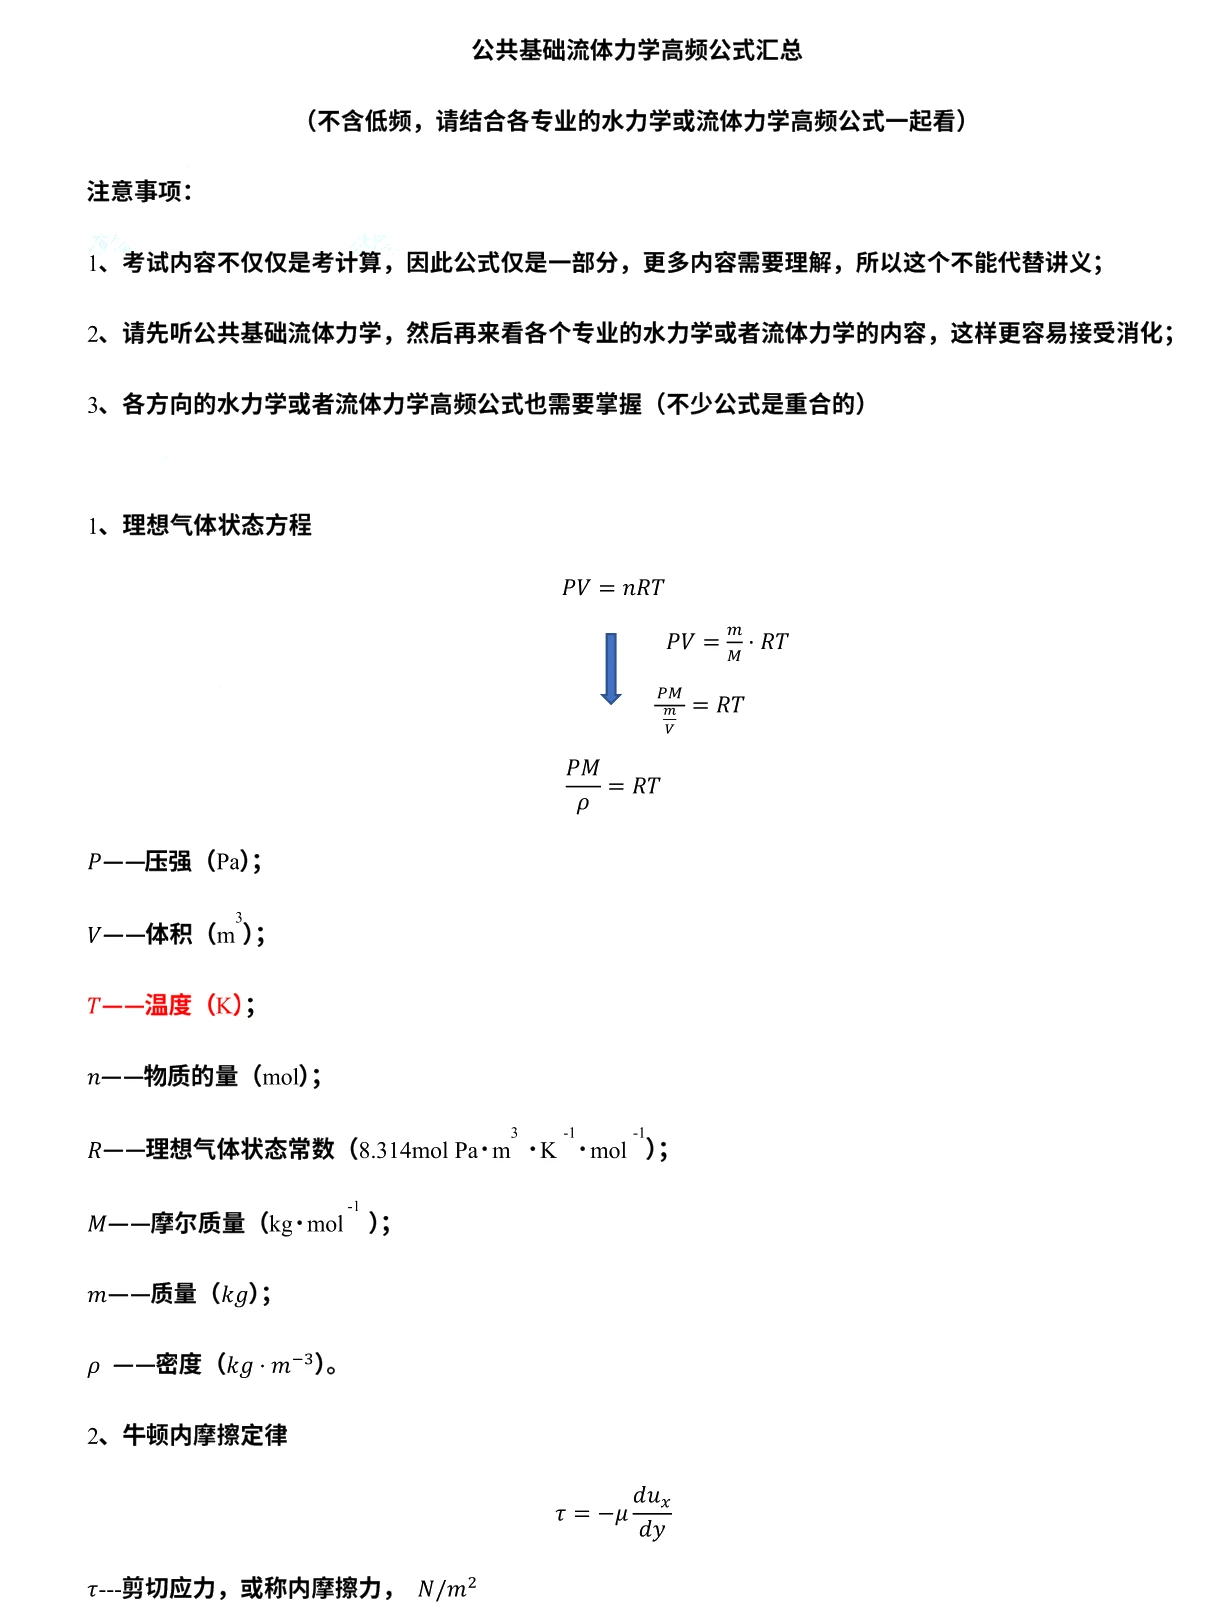 公共基础流体力学高频公式汇总
（不含低频，请结合各专业的水力学或流体力学高频公式一起看）
注意事项：
1、考试内容不仅仅是考计算，因此公式仅是一部分，更多内容需要理解，所以这个不能代替讲义；
2、请先听公共基础流体力学，然后再来看各个专业的水力学或者流体力学的内容，这样更容易接受消化；
3、各方向的水力学或者流体力学高频公式也需要掌握（不少公式是重合的）
1、理想气体状态方程
PV = nRT
PV = \frac{m}{M} · RT
\frac{PM}{\frac{m}{V}} = RT
\frac{PM}{ρ} = RT
P——压强（Pa）；
V——体积（m³）；
T——温度（K）；
n——物质的量（mol）；
R——理想气体状态常数（8.314mol Pa·m³ ·K⁻¹·mol⁻¹）；
M——摩尔质量（kg·mol⁻¹ ）；
m——质量（kg）；
ρ ——密度（kg · m⁻³）。
2、牛顿内摩擦定律
τ = −μ \frac{du_x}{dy}
τ---剪切应力，或称内摩擦力， N/m²